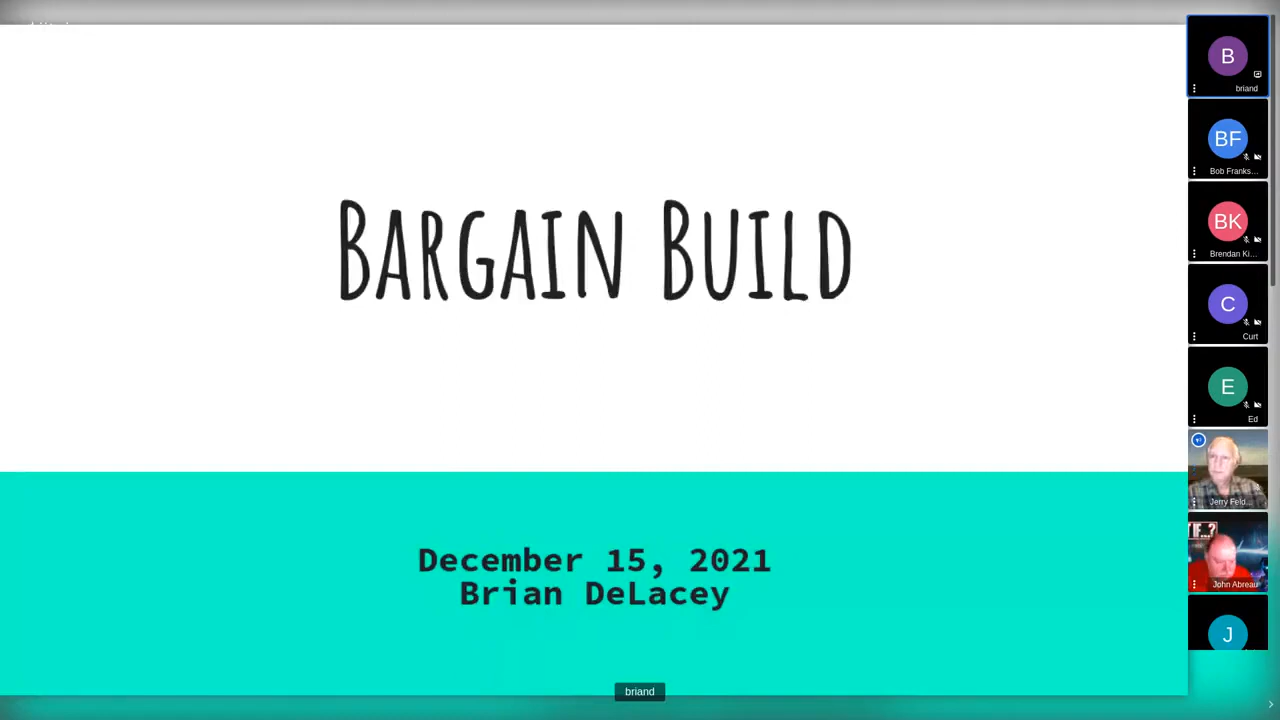 Bargain Build
December 15, 2021
Brian DeLacey
briand
B
briand
BF
Bob Franks...
BK
Brendan Ki...
C
Curt
E
Ed
Jerry Feld...
John Abreau
J